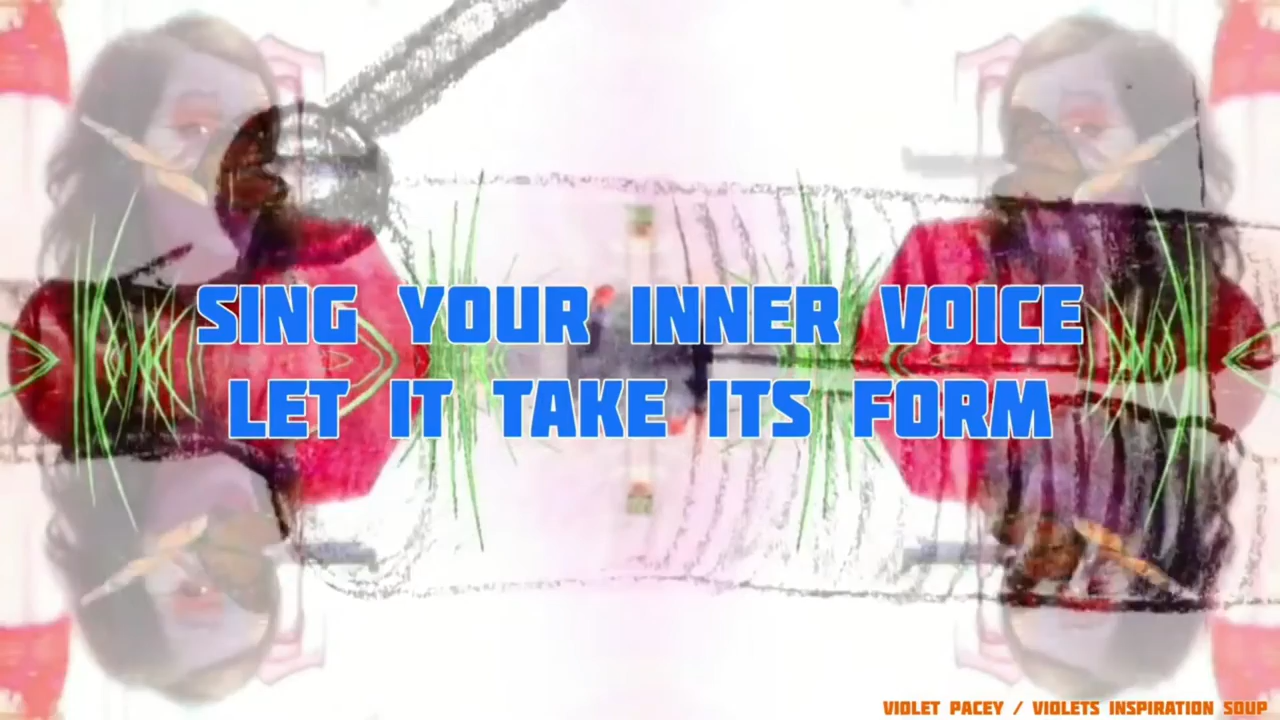 SING YOUR INNER VOICE
LET IT TAKE ITS FORM
VIOLET PACEY / VIOLETS INSPIRATION SOUP